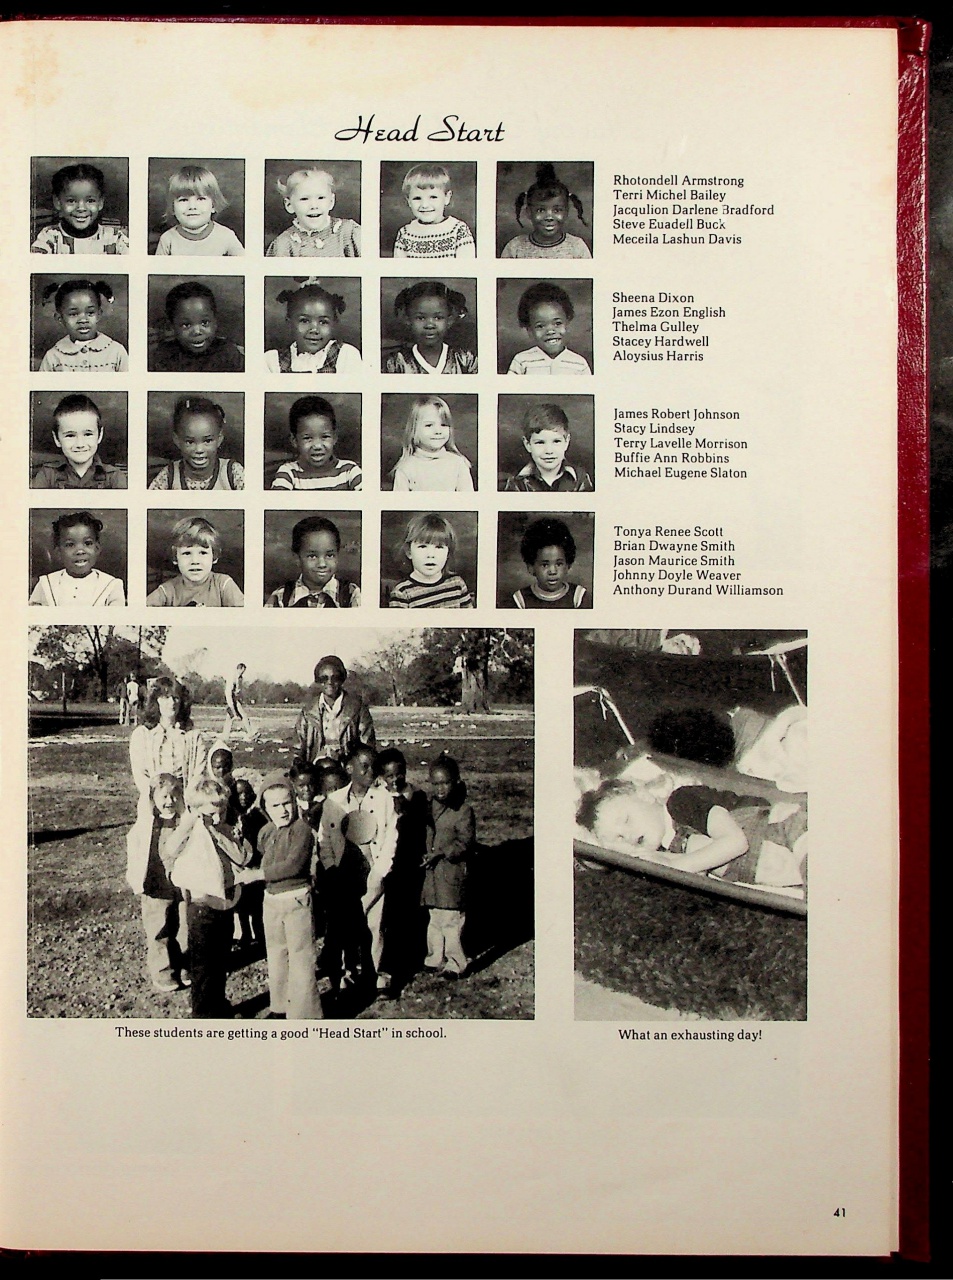 Head Start
Rhotondell Armstrong
Terri Michel Bailey
Jacqulion Darlene Bradford
Steve Euadell Buck
Meceila Lashun Davis
Sheena Dixon
James Ezon English
Thelma Gulley
Stacey Hardwell
Aloysius Harris
James Robert Johnson
Stacy Lindsey
Terry Lavelle Morrison
Buffie Ann Robbins
Michael Eugene Slaton
Tonya Renee Scott
Brian Dwayne Smith
Jason Maurice Smith
Johnny Doyle Weaver
Anthony Durand Williamson
These students are getting a good "Head Start" in school.
What an exhausting day!
41